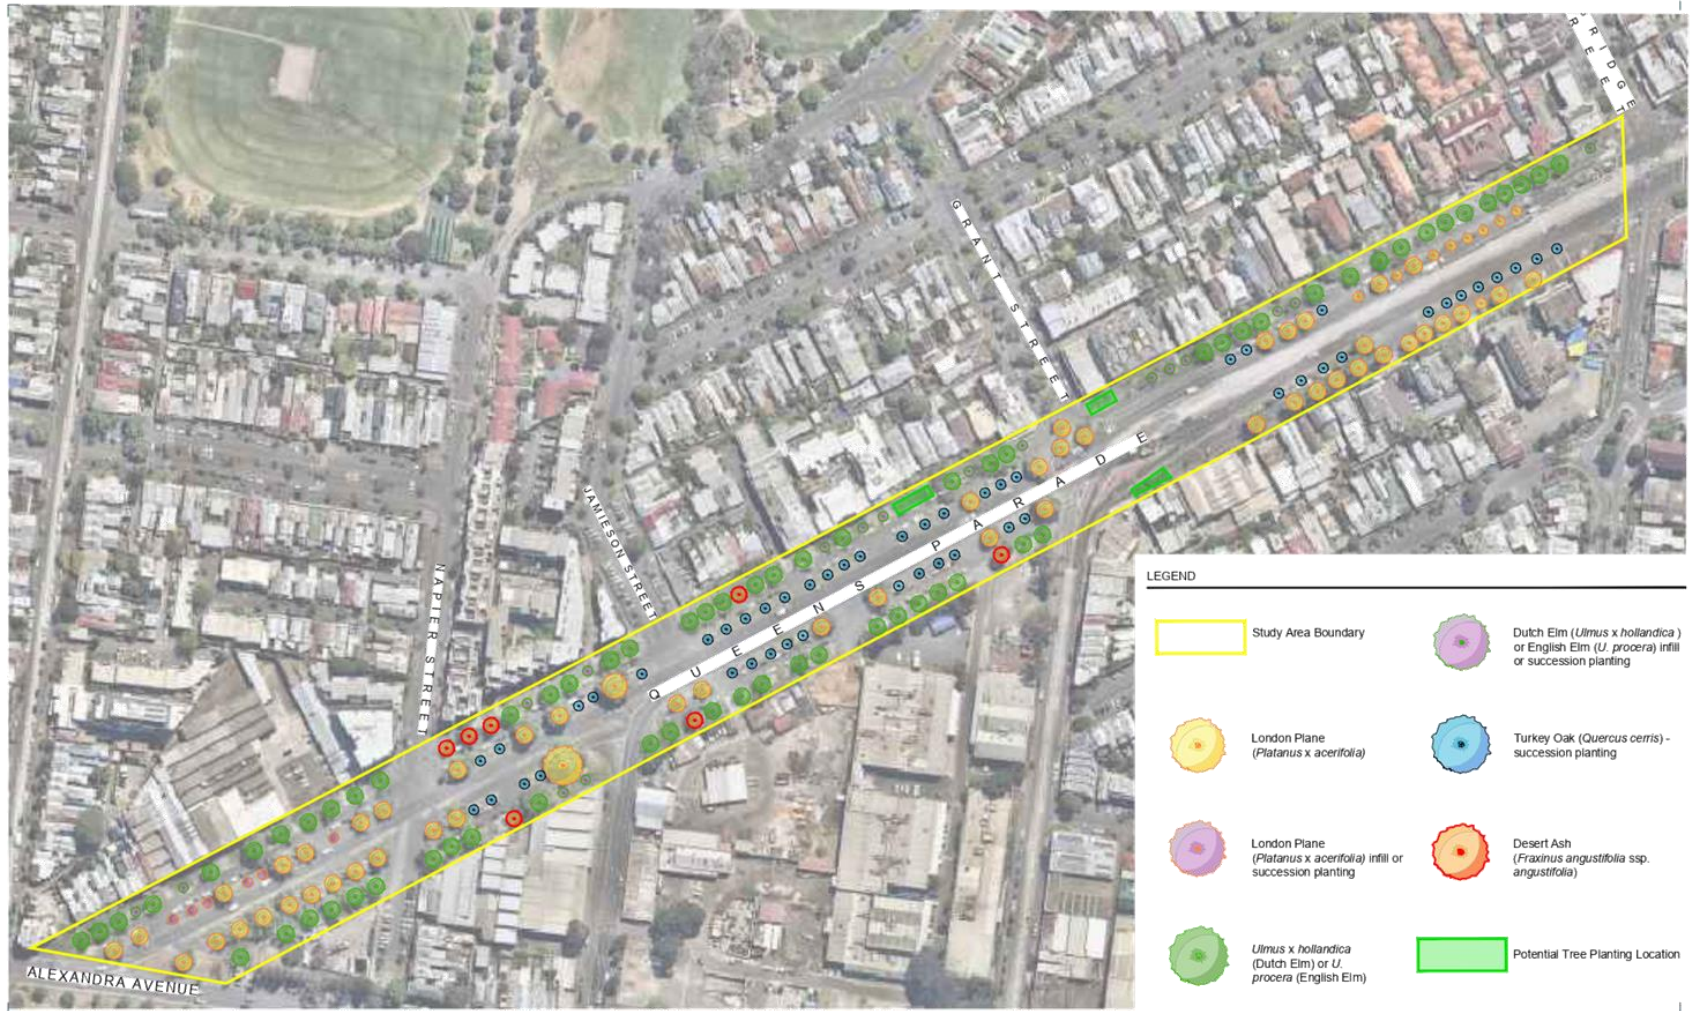 BRIDGE
STREET
GRANT STREET
JAMIESON STREET
NAPIER STREET
QUEENS PARADE
ALEXANDRA AVENUE
LEGEND
Study Area Boundary
Dutch Elm (Ulmus x hollandica )
or English Elm (U. procera) infill
or succession planting
London Plane
(Platanus x acerifolia)
Turkey Oak (Quercus cerris) -
succession planting
London Plane
(Platanus x acerifolia) infill or
succession planting
Desert Ash
(Fraxinus angustifolia ssp.
angustifolia)
Ulmus x hollandica
(Dutch Elm) or U.
procera (English Elm)
Potential Tree Planting Location